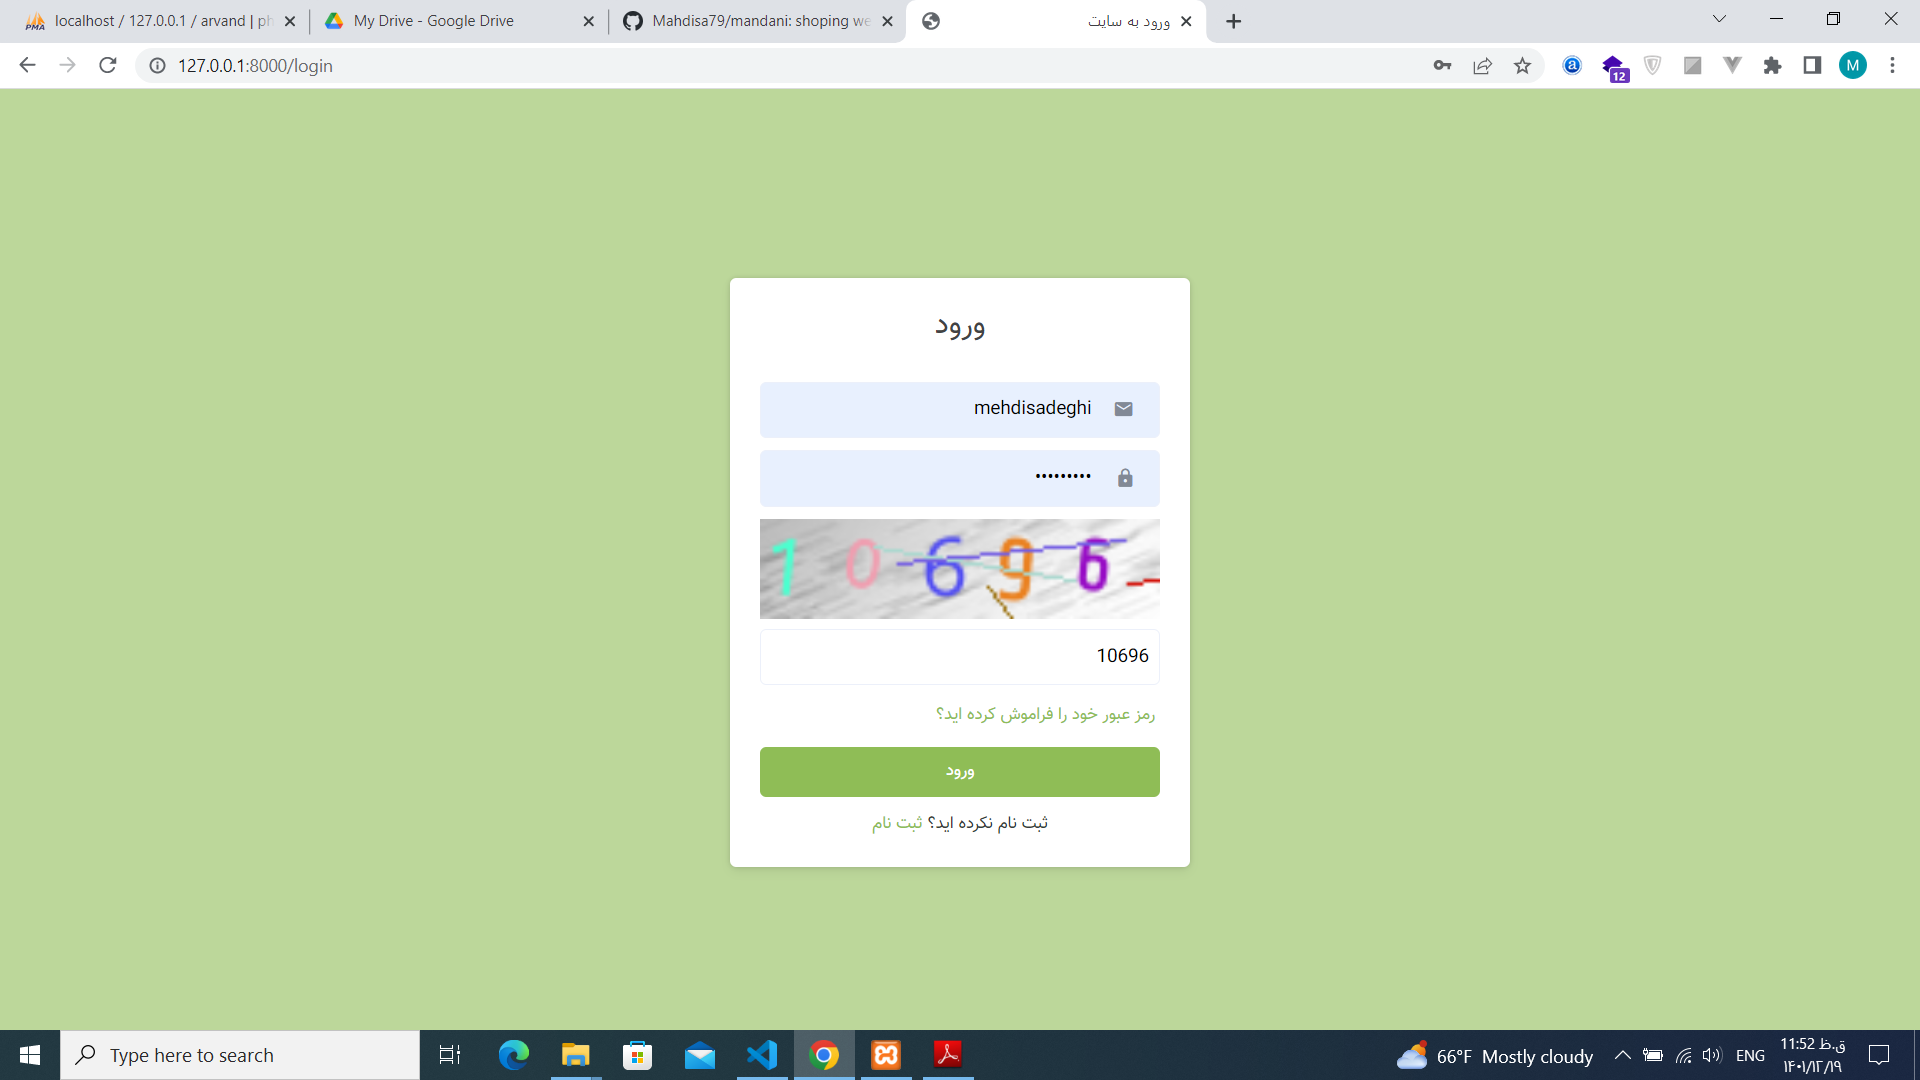 localhost / 127.0.0.1 / arvand | ph
My Drive - Google Drive
Mahdisa79/mandani: shoping we
ورود به سایت
127.0.0.1:8000/login
12
M
ورود
mehdisadeghi
•••••••••
10696
10696
رمز عبور خود را فراموش کرده اید؟
ورود
ثبت نام نکرده اید؟ ثبت نام
Type here to search
66°F Mostly cloudy
ENG
11:52 ق.ظ
۱۴۰۱/۱۲/۱۹